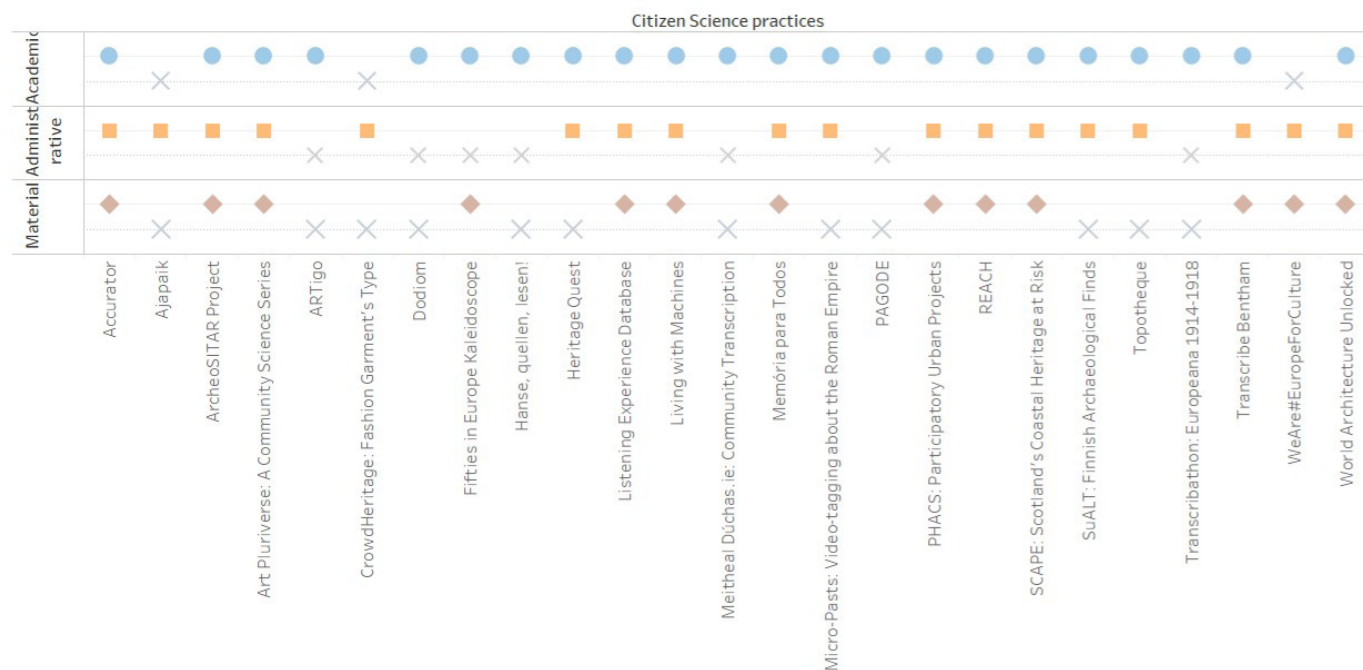 Citizen Science practices
Academic
Administ
rative
Material
Accurator
Ajapaik
ArcheoSITAR Project
Art Pluriverse: A Community Science Series
ARTigo
CrowdHeritage: Fashion Garment's Type
Dodiom
Fifties in Europe Kaleidoscope
Hanse, quellen, lesen!
Heritage Quest
Listening Experience Database
Living with Machines
Meitheal Dúchas.ie: Community Transcription
Memória para Todos
Micro-Pasts: Video-tagging about the Roman Empire
PAGODE
PHACS: Participatory Urban Projects
REACH
SCAPE: Scotland's Coastal Heritage at Risk
SuALT: Finnish Archaeological Finds
Topotheque
Transcribathon: Europeana 1914-1918
Transcribe Bentham
WeAre#EuropeForCulture
World Architecture Unlocked